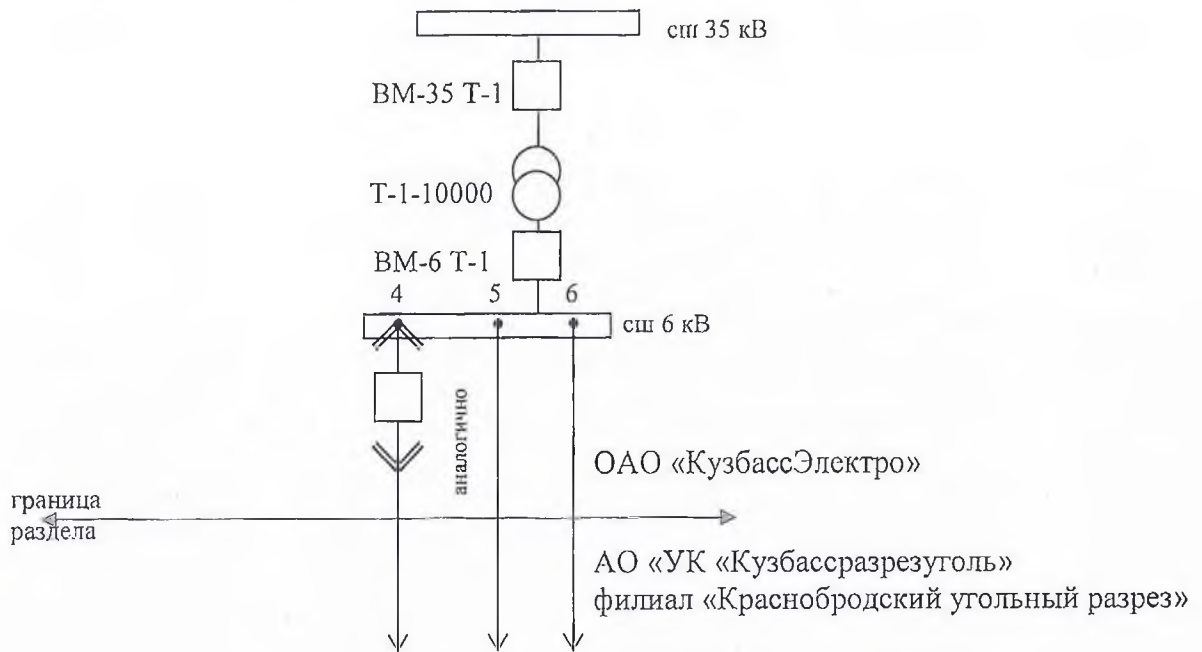 сш 35 кВ
ВМ-35 Т-1
Т-1-10000
ВМ-6 Т-1
4 5 6
сш 6 кВ
аналогично
ОАО «КузбассЭлектро»
граница
раздела
АО «УК «Кузбассразрезуголь»
филиал «Краснобродский угольный разрез»